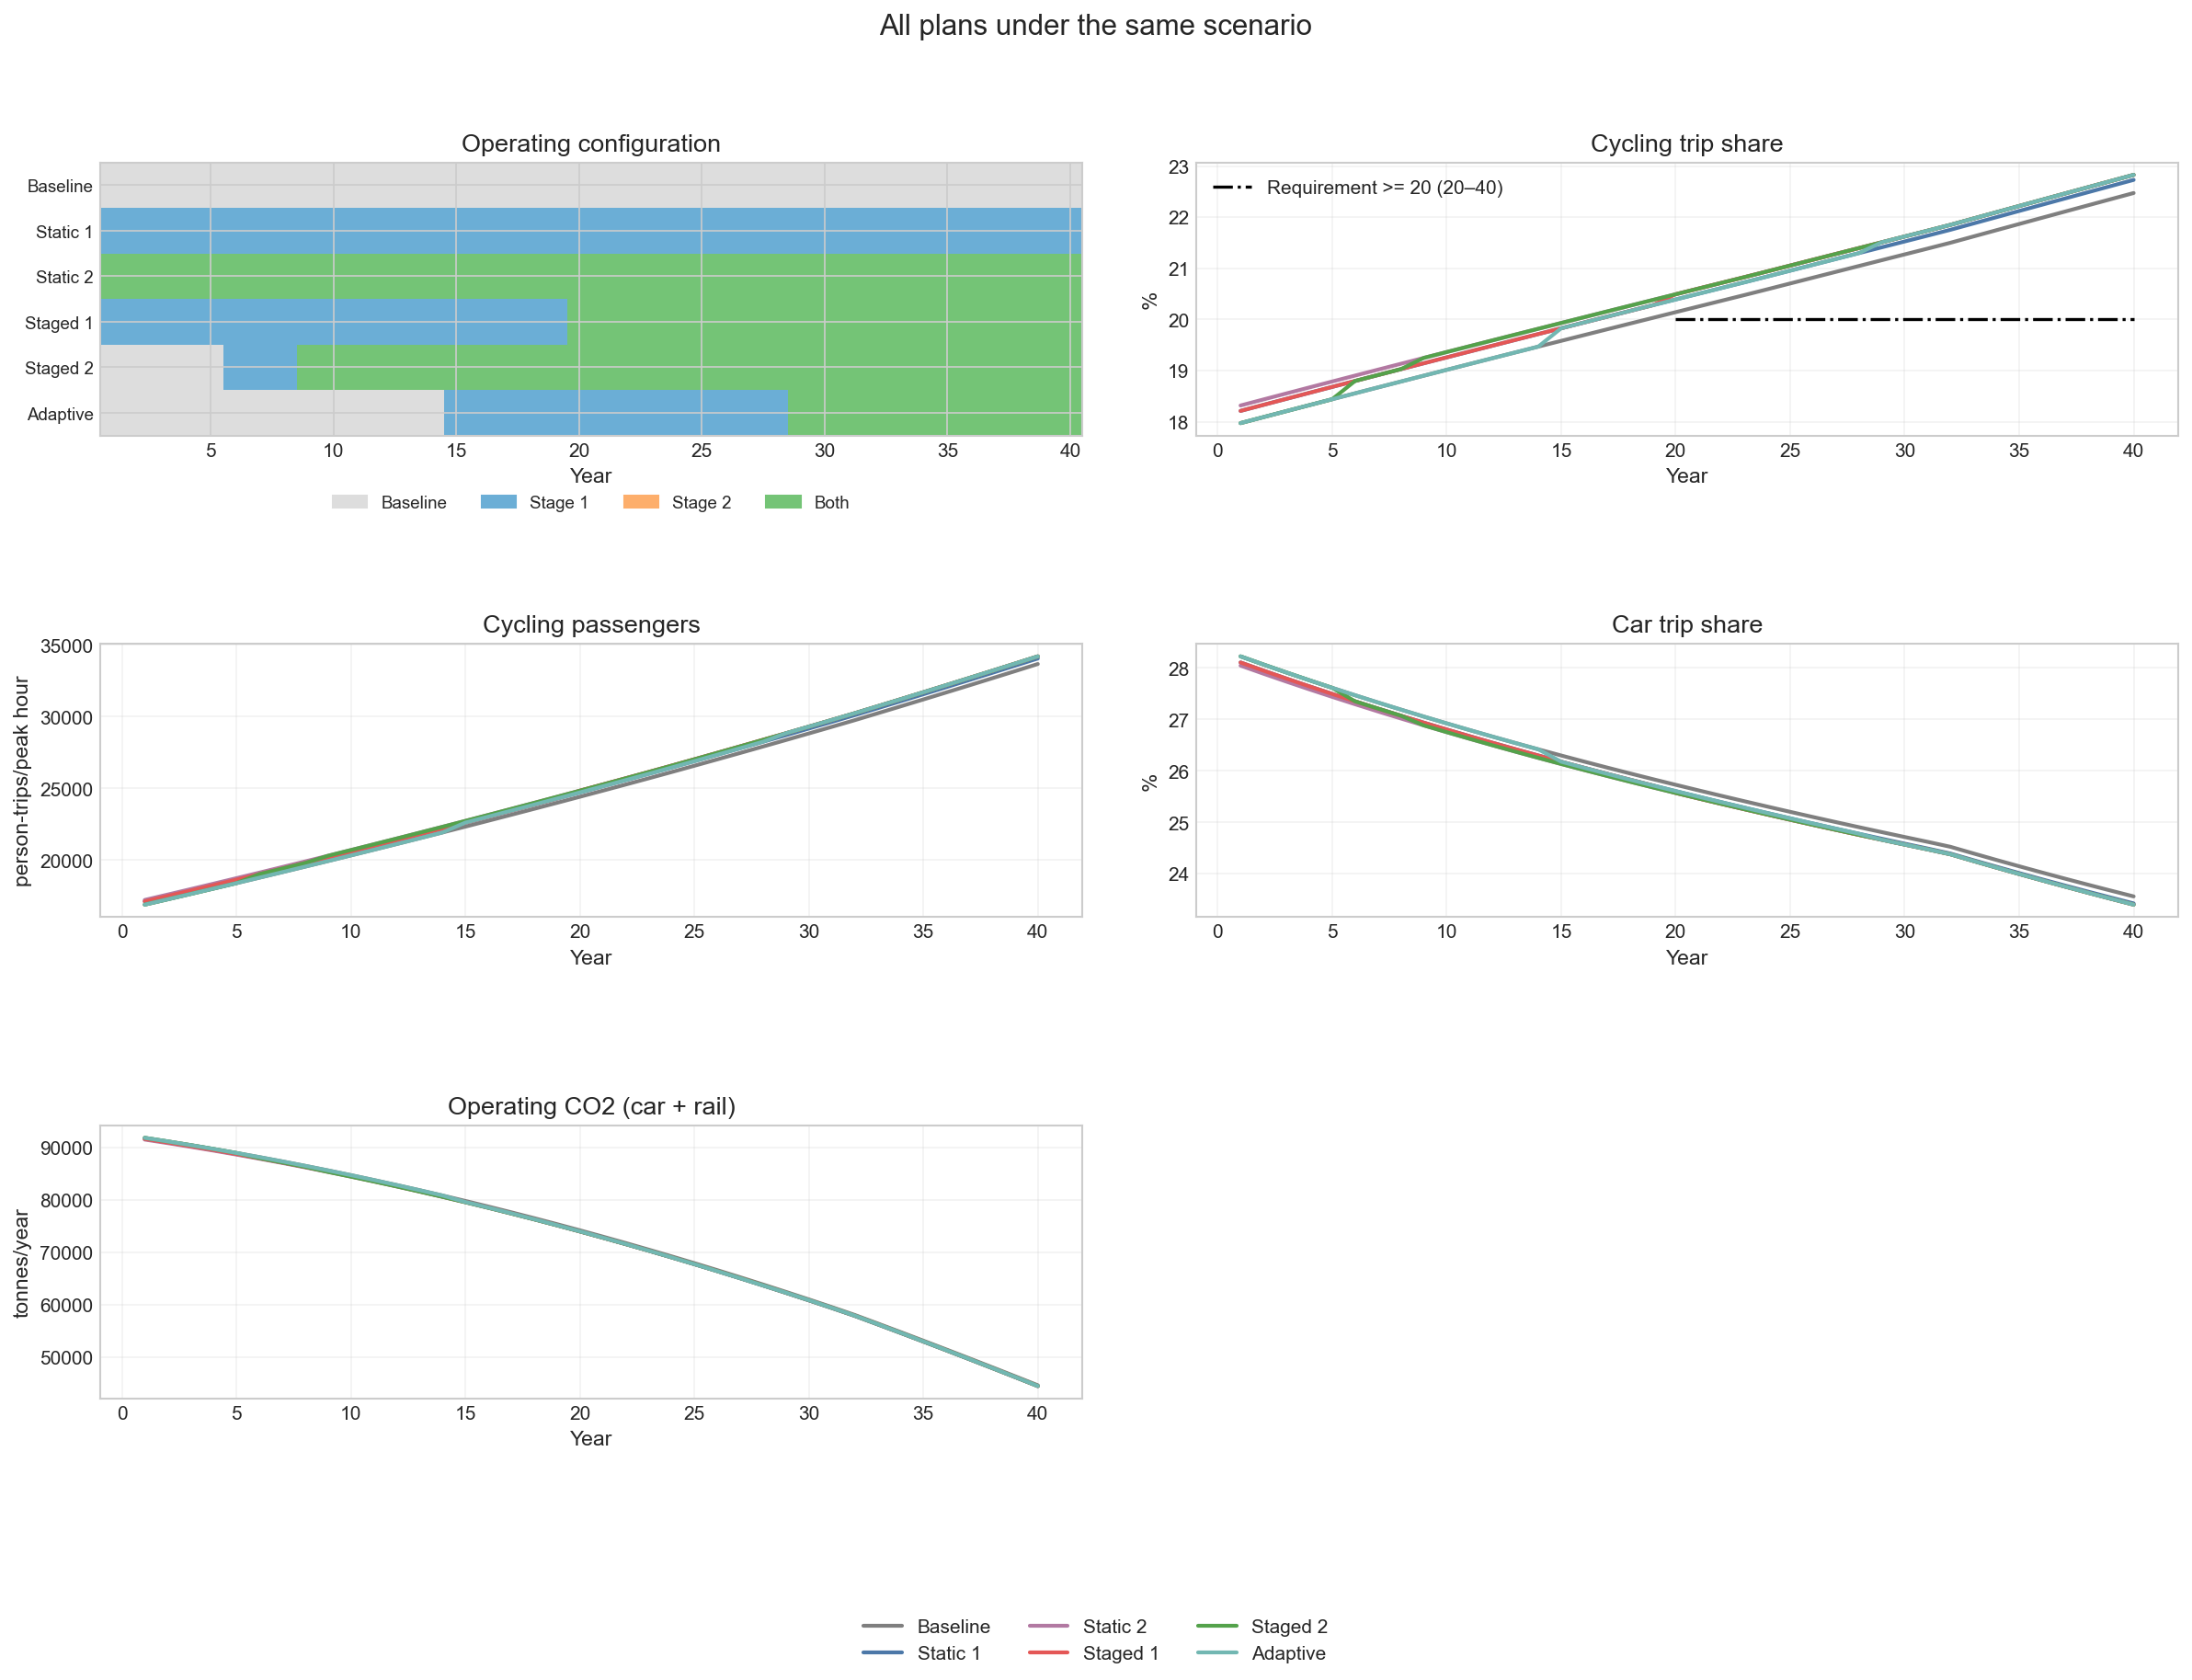 All plans under the same scenario
Operating configuration
Baseline
Static 1
Static 2
Staged 1
Staged 2
Adaptive
5 10 15 20 25 30 35 40
Year
Baseline Stage 1 Stage 2 Both
Cycling trip share
%
23
22
21
20
19
18
Requirement >= 20 (20–40)
0 5 10 15 20 25 30 35 40
Year
Cycling passengers
person-trips/peak hour
35000
30000
25000
20000
0 5 10 15 20 25 30 35 40
Year
Car trip share
%
28
27
26
25
24
0 5 10 15 20 25 30 35 40
Year
Operating CO2 (car + rail)
tonnes/year
90000
80000
70000
60000
50000
0 5 10 15 20 25 30 35 40
Year
Baseline Static 2 Staged 2
Static 1 Staged 1 Adaptive